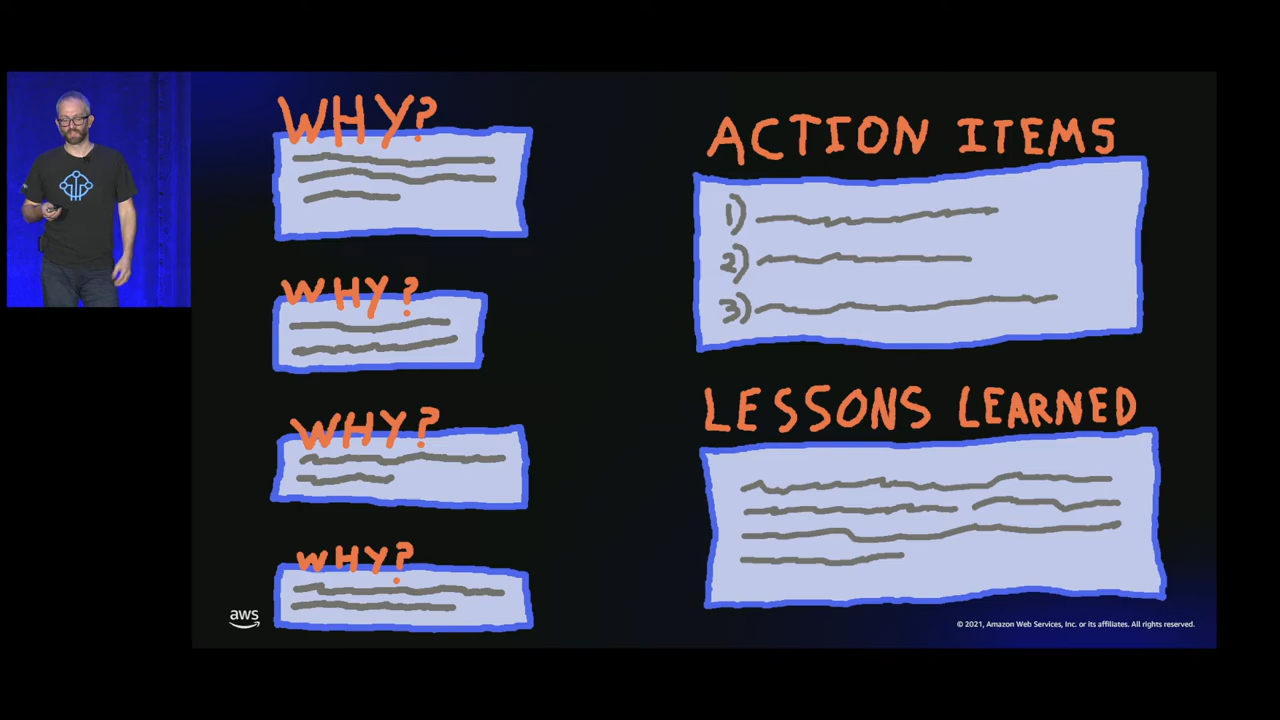 WHY?
WHY?
WHY?
WHY?
ACTION ITEMS
1)
2)
3)
LESSONS LEARNED
aws
© 2021, Amazon Web Services, Inc. or its affiliates. All rights reserved.